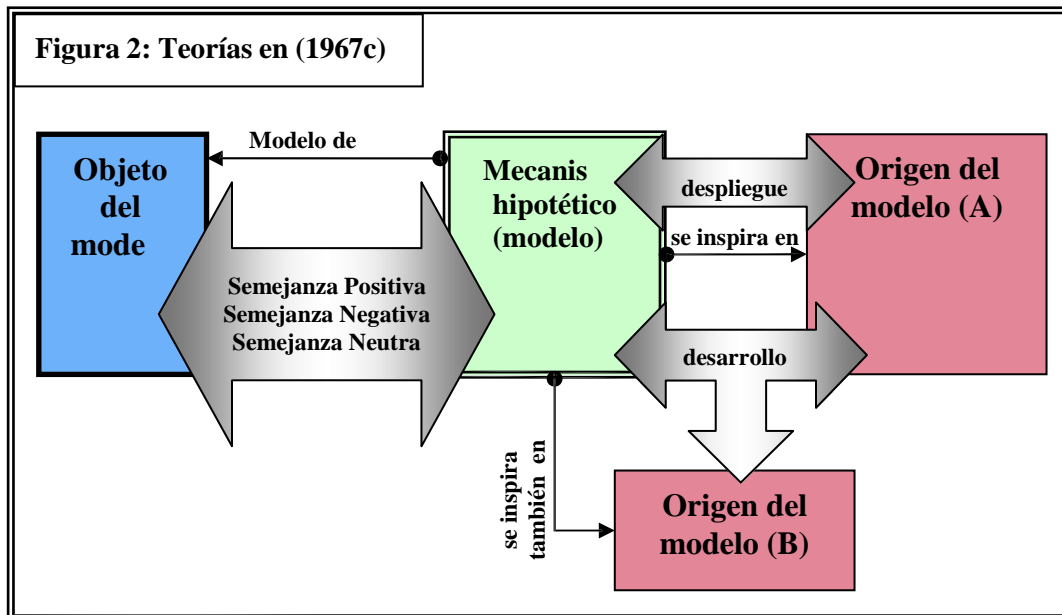 Figura 2: Teorías en (1967c)
Modelo de
Objeto
del
mode
Mecanis
hipotético
(modelo)
Origen del
modelo (A)
despliegue
se inspira en
Semejanza Positiva
Semejanza Negativa
Semejanza Neutra
desarrollo
se inspira
también en
Origen del
modelo (B)